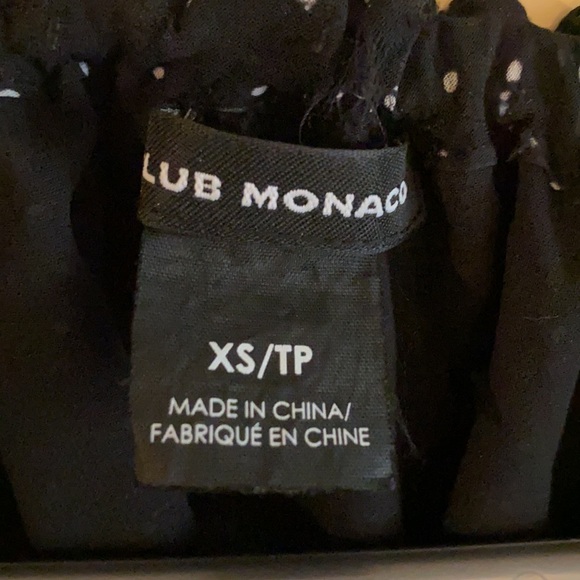 LUB MONACO
XS/TP
MADE IN CHINA/
FABRIQUÉ EN CHINE